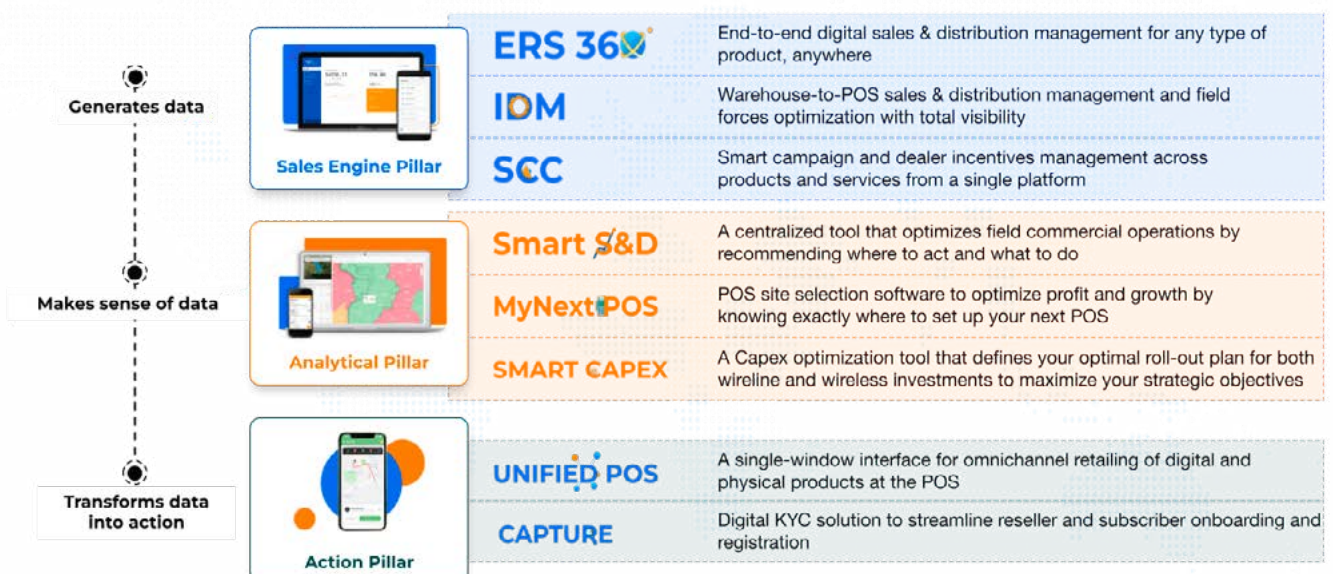 Generates data
Sales Engine Pillar
ERS 360
End-to-end digital sales & distribution management for any type of
product, anywhere
IDM
Warehouse-to-POS sales & distribution management and field
forces optimization with total visibility
SCC
Smart campaign and dealer incentives management across
products and services from a single platform
Makes sense of data
Analytical Pillar
Smart S&D
A centralized tool that optimizes field commercial operations by
recommending where to act and what to do
MyNext POS
POS site selection software to optimize profit and growth by
knowing exactly where to set up your next POS
SMART CAPEX
A Capex optimization tool that defines your optimal roll-out plan for both
wireline and wireless investments to maximize your strategic objectives
Transforms data
into action
Action Pillar
UNIFIED POS
A single-window interface for omnichannel retailing of digital and
physical products at the POS
CAPTURE
Digital KYC solution to streamline reseller and subscriber onboarding and
registration